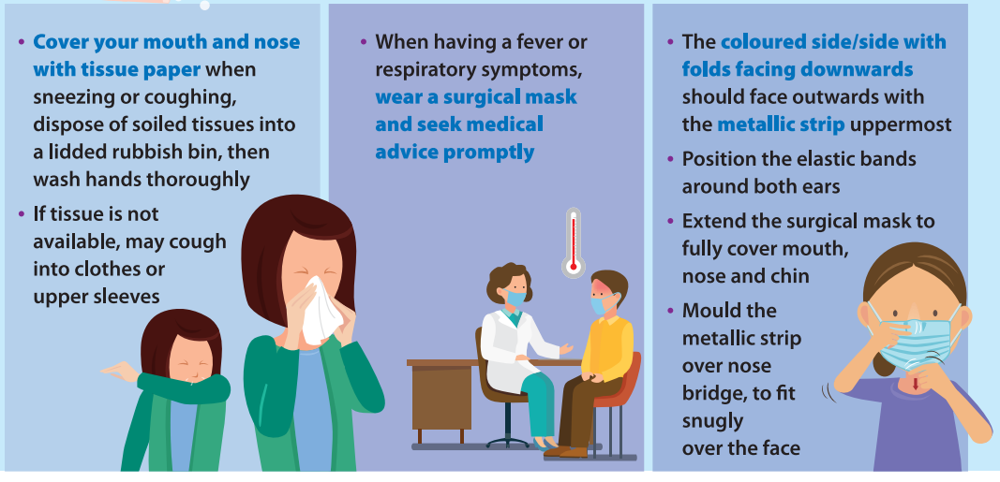 • Cover your mouth and nose
with tissue paper when
sneezing or coughing,
dispose of soiled tissues into
a lidded rubbish bin, then
wash hands thoroughly
• If tissue is not
available, may cough
into clothes or
upper sleeves
• When having a fever or
respiratory symptoms,
wear a surgical mask
and seek medical
advice promptly
• The coloured side/side with
folds facing downwards
should face outwards with
the metallic strip uppermost
• Position the elastic bands
around both ears
• Extend the surgical mask to
fully cover mouth,
nose and chin
• Mould the
metallic strip
over nose
bridge, to fit
snugly
over the face